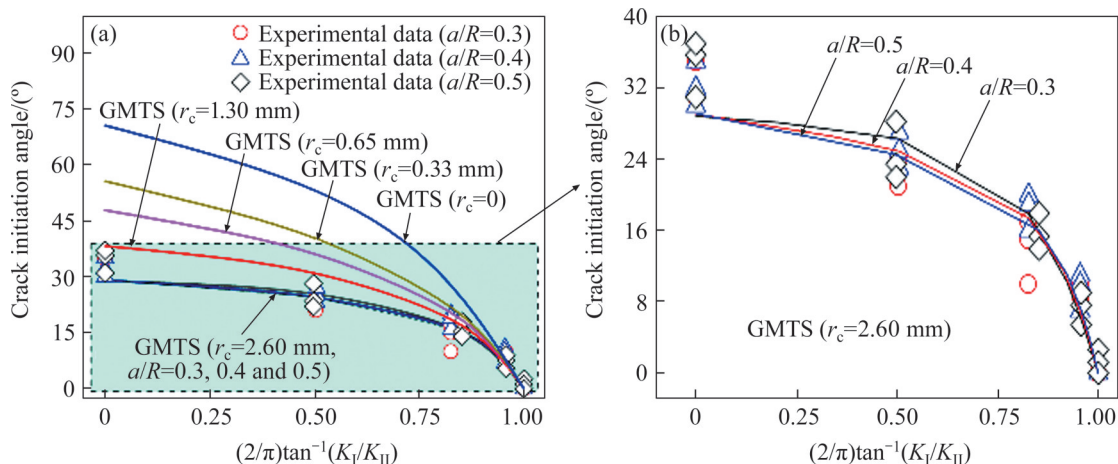 (a)
Experimental data (a/R=0.3)
Experimental data (a/R=0.4)
Experimental data (a/R=0.5)
GMTS (rc=1.30 mm)
GMTS (rc=0.65 mm)
GMTS (rc=0.33 mm)
GMTS (rc=0)
GMTS (rc=2.60 mm,
a/R=0.3, 0.4 and 0.5)
Crack initiation angle/(°)
90
75
60
45
30
15
0
0 0.25 0.50 0.75 1.00
(2/π)tan⁻¹(KI/KII)
(b)
a/R=0.5
a/R=0.4
a/R=0.3
GMTS (rc=2.60 mm)
Crack initiation angle/(°)
40
32
24
16
8
0
0 0.25 0.50 0.75 1.00
(2/π)tan⁻¹(KI/KII)